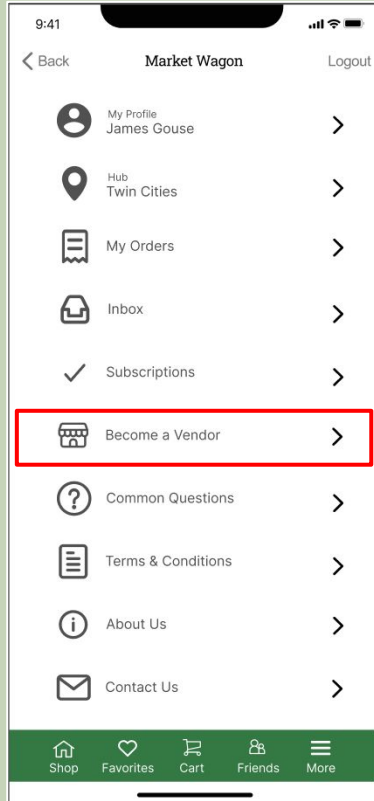 9:41
Back Market Wagon Logout
My Profile
James Gouse
Hub
Twin Cities
My Orders
Inbox
Subscriptions
Become a Vendor
Common Questions
Terms & Conditions
About Us
Contact Us
Shop Favorites Cart Friends More